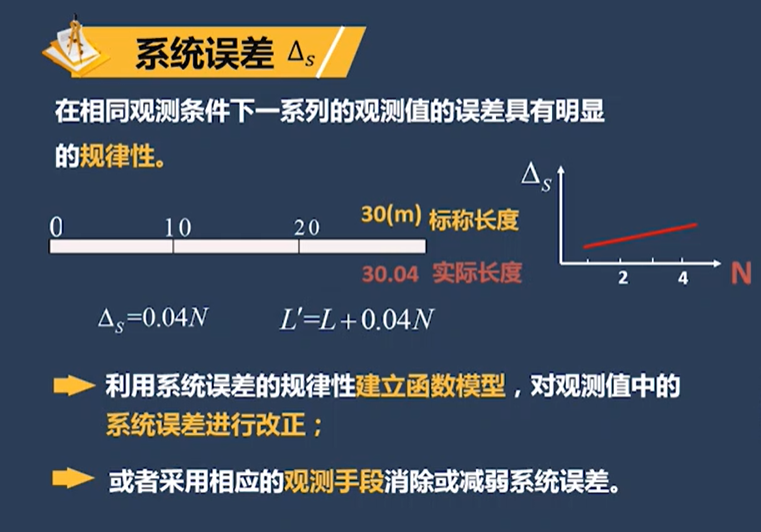 系统误差 Δs
在相同观测条件下一系列的观测值的误差具有明显
的规律性。
Δs
0 10 20 30(m) 标称长度
30.04 实际长度
2 4 N
Δs=0.04N L′=L+0.04N
利用系统误差的规律性建立函数模型，对观测值中的
系统误差进行改正；
或者采用相应的观测手段消除或减弱系统误差。